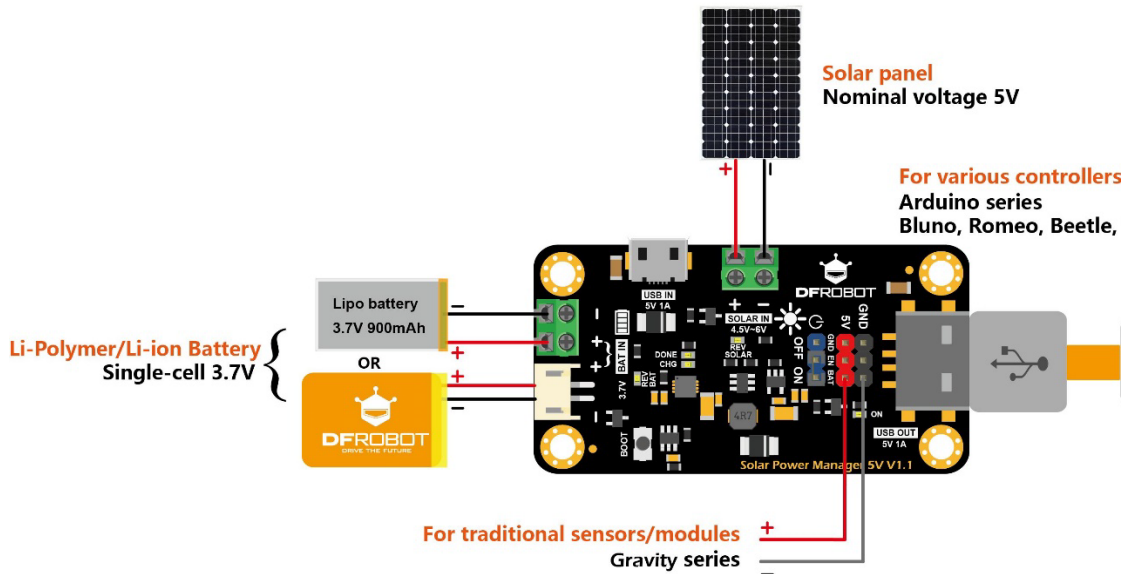 Solar panel
Nominal voltage 5V
For various controllers
Arduino series
Bluno, Romeo, Beetle,
Lipo battery
3.7V 900mAh
Li-Polymer/Li-ion Battery
Single-cell 3.7V
OR
DFROBOT
DRIVE THE FUTURE
USB IN
5V 1A
+ −
SOLAR IN
4.5V~6V
REV
SOLAR
DFROBOT
BAT IN
3.7V
REV
BAT
DONE
CHG
BOOT
4R7
OFF ON
GND EN BAT
5V
GND
ON
USB OUT
5V 1A
Solar Power Manager 5V V1.1
For traditional sensors/modules
Gravity series